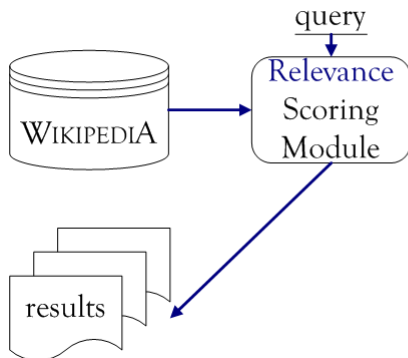 query
Relevance
Scoring
Module
WIKIPEDIA
results